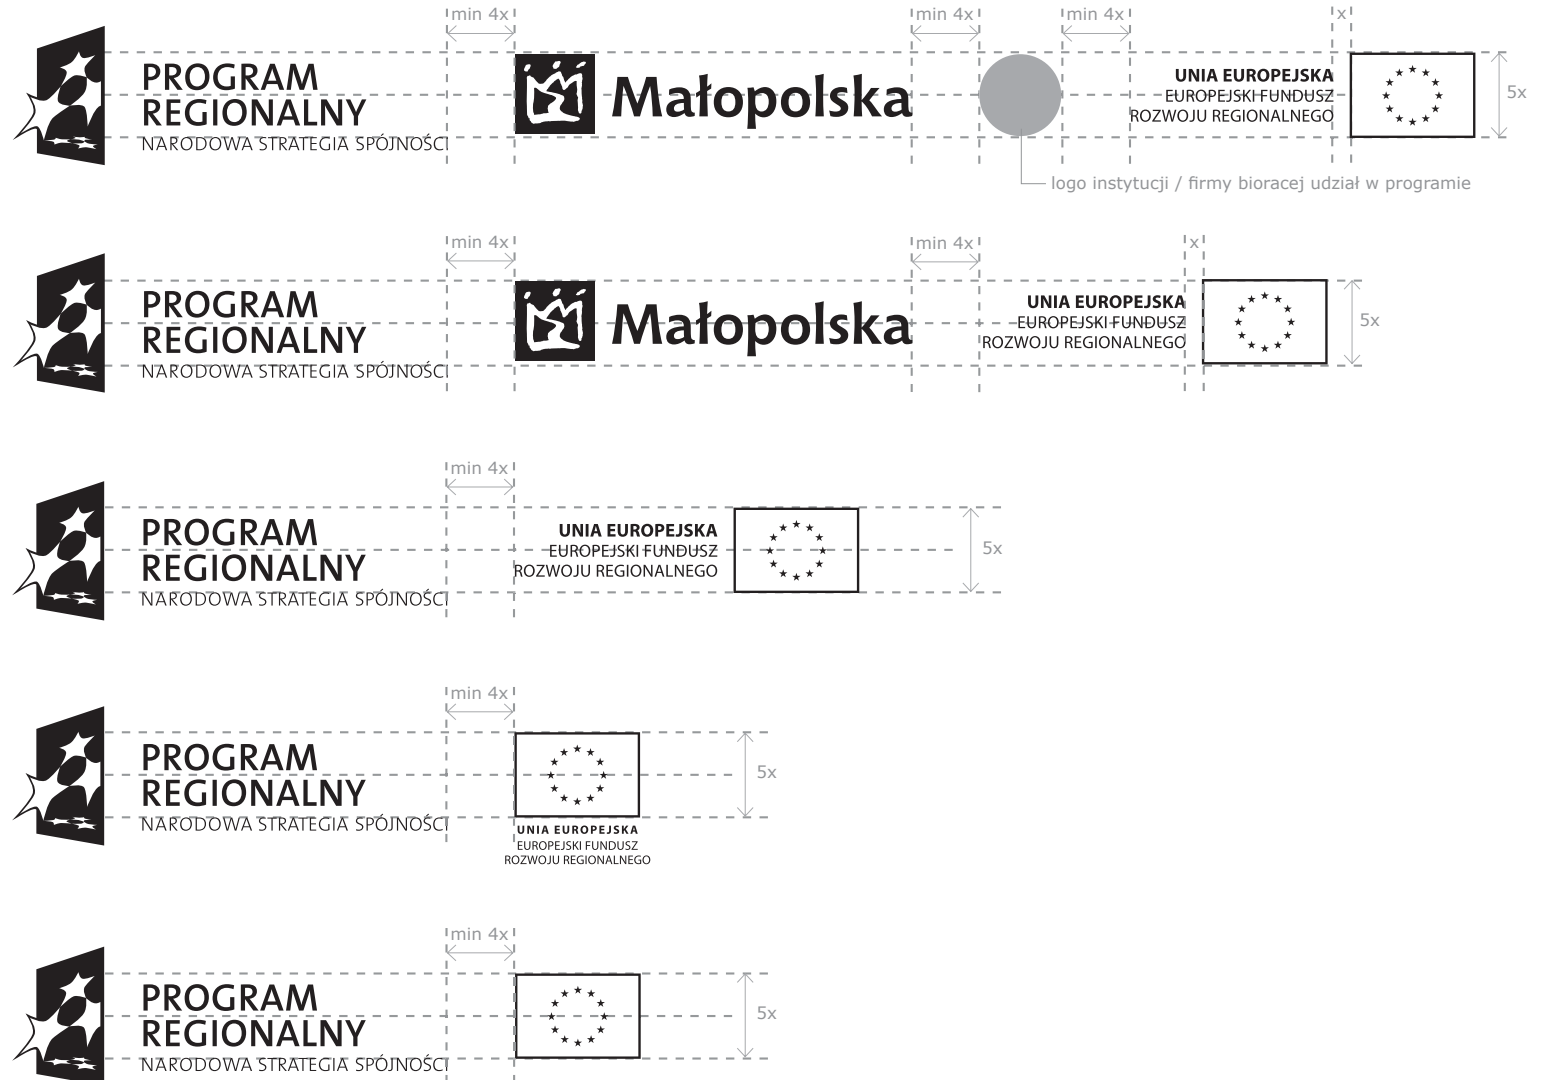 min 4x
min 4x
min 4x
x
PROGRAM
REGIONALNY
NARODOWA STRATEGIA SPÓJNOŚCI
Małopolska
UNIA EUROPEJSKA
EUROPEJSKI FUNDUSZ
ROZWOJU REGIONALNEGO
5x
logo instytucji / firmy bioracej udział w programie
min 4x
min 4x
x
PROGRAM
REGIONALNY
NARODOWA STRATEGIA SPÓJNOŚCI
Małopolska
UNIA EUROPEJSKA
EUROPEJSKI FUNDUSZ
ROZWOJU REGIONALNEGO
5x
min 4x
PROGRAM
REGIONALNY
NARODOWA STRATEGIA SPÓJNOŚCI
UNIA EUROPEJSKA
EUROPEJSKI FUNDUSZ
ROZWOJU REGIONALNEGO
5x
min 4x
PROGRAM
REGIONALNY
NARODOWA STRATEGIA SPÓJNOŚCI
5x
UNIA EUROPEJSKA
EUROPEJSKI FUNDUSZ
ROZWOJU REGIONALNEGO
min 4x
PROGRAM
REGIONALNY
NARODOWA STRATEGIA SPÓJNOŚCI
5x